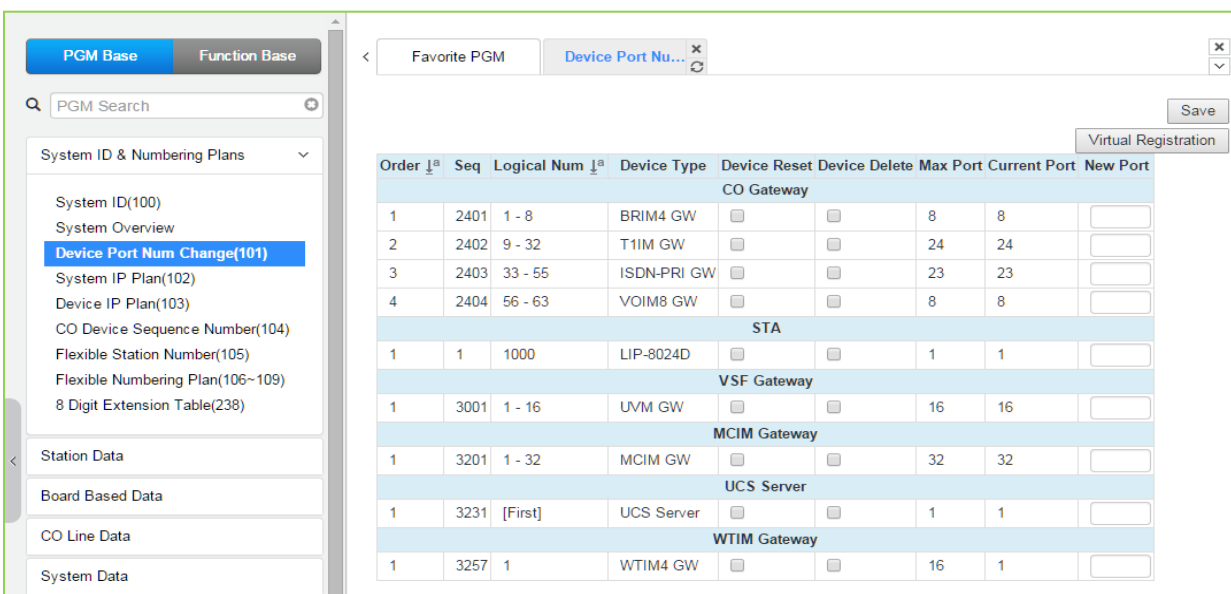 PGM Base Function Base
PGM Search
System ID & Numbering Plans
System ID(100)
System Overview
Device Port Num Change(101)
System IP Plan(102)
Device IP Plan(103)
CO Device Sequence Number(104)
Flexible Station Number(105)
Flexible Numbering Plan(106~109)
8 Digit Extension Table(238)
Station Data
Board Based Data
CO Line Data
System Data
Favorite PGM Device Port Nu...
Save
Virtual Registration
Order Seq Logical Num Device Type Device Reset Device Delete Max Port Current Port New Port
CO Gateway
1 2401 1 - 8 BRIM4 GW 8 8
2 2402 9 - 32 T1IM GW 24 24
3 2403 33 - 55 ISDN-PRI GW 23 23
4 2404 56 - 63 VOIM8 GW 8 8
STA
1 1 1000 LIP-8024D 1 1
VSF Gateway
1 3001 1 - 16 UVM GW 16 16
MCIM Gateway
1 3201 1 - 32 MCIM GW 32 32
UCS Server
1 3231 [First] UCS Server 1 1
WTIM Gateway
1 3257 1 WTIM4 GW 16 1